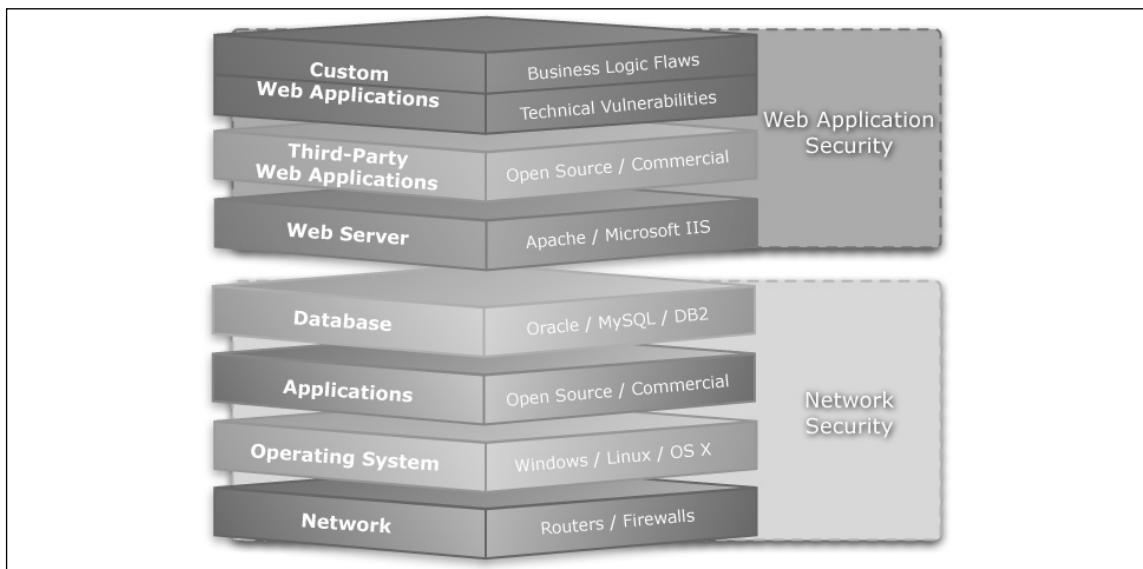 Custom
Web Applications
Business Logic Flaws
Technical Vulnerabilities
Third-Party
Web Applications
Open Source / Commercial
Web Server
Apache / Microsoft IIS
Web Application
Security
Database
Oracle / MySQL / DB2
Applications
Open Source / Commercial
Operating System
Windows / Linux / OS X
Network
Routers / Firewalls
Network
Security